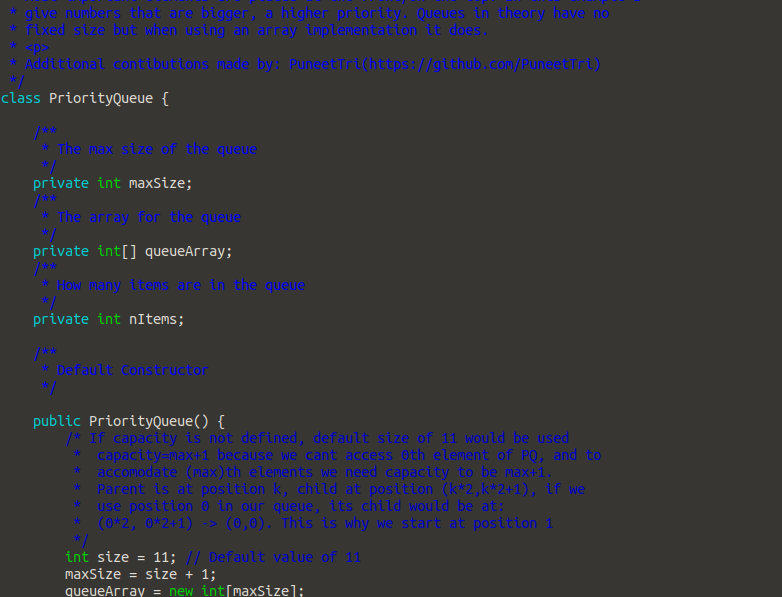 * give numbers that are bigger, a higher priority. Queues in theory have no
* fixed size but when using an array implementation it does.
* <p>
* Additional contibutions made by: PuneetTri(https://github.com/PuneetTri)
*/
class PriorityQueue {
/**
* The max size of the queue
*/
private int maxSize;
/**
* The array for the queue
*/
private int[] queueArray;
/**
* How many items are in the queue
*/
private int nItems;
/**
* Default Constructor
*/
public PriorityQueue() {
/* If capacity is not defined, default size of 11 would be used
* capacity=max+1 because we cant access 0th element of PQ, and to
* accomodate (max)th elements we need capacity to be max+1.
* Parent is at position k, child at position (k*2,k*2+1), if we
* use position 0 in our queue, its child would be at:
* (0*2, 0*2+1) -> (0,0). This is why we start at position 1
*/
int size = 11; // Default value of 11
maxSize = size + 1;
queueArray = new int[maxSize];